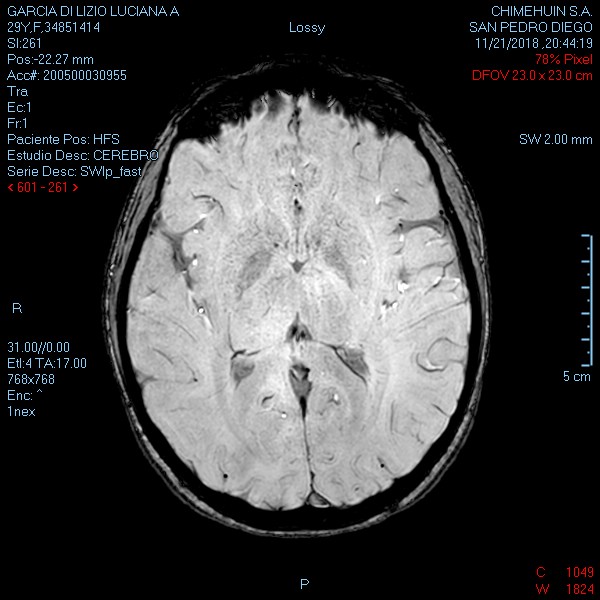 GARCIA DI LIZIO LUCIANA A
29Y,F,34851414
Sl:261
Pos:-22.27 mm
Acc#: 200500030955
Tra
Ec:1
Fr:1
Paciente Pos: HFS
Estudio Desc: CEREBRO
Serie Desc: SWIp_fast
< 601 - 261 >
Lossy
CHIMEHUIN S.A.
SAN PEDRO DIEGO
11/21/2018 ,20:44:19
78% Pixel
DFOV 23.0 x 23.0 cm
SW 2.00 mm
R
31.00//0.00
Etl:4 TA:17.00
768x768
Enc: ^
1nex
5 cm
P
C 1049
W 1824